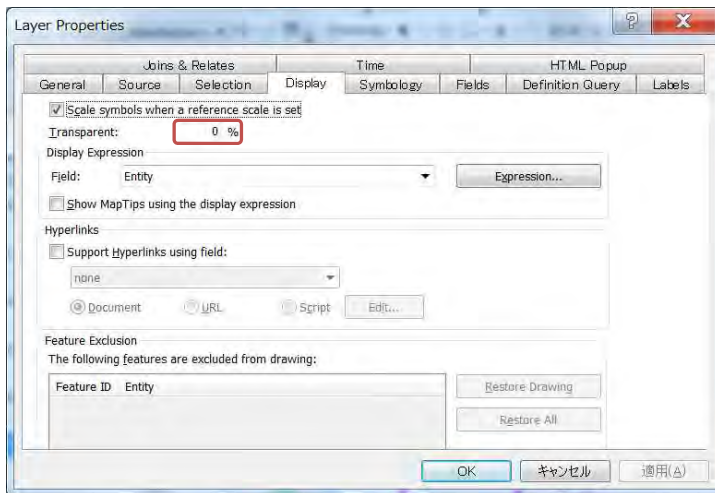 Layer Properties
?
Joins & Relates Time HTML Popup
General Source Selection Display Symbology Fields Definition Query Labels
Scale symbols when a reference scale is set
Transparent: 0 %
Display Expression
Field: Entity Expression...
Show MapTips using the display expression
Hyperlinks
Support Hyperlinks using field:
none
Document URL Script Edit...
Feature Exclusion
The following features are excluded from drawing:
Feature ID Entity
Restore Drawing
Restore All
OK キャンセル 適用(A)